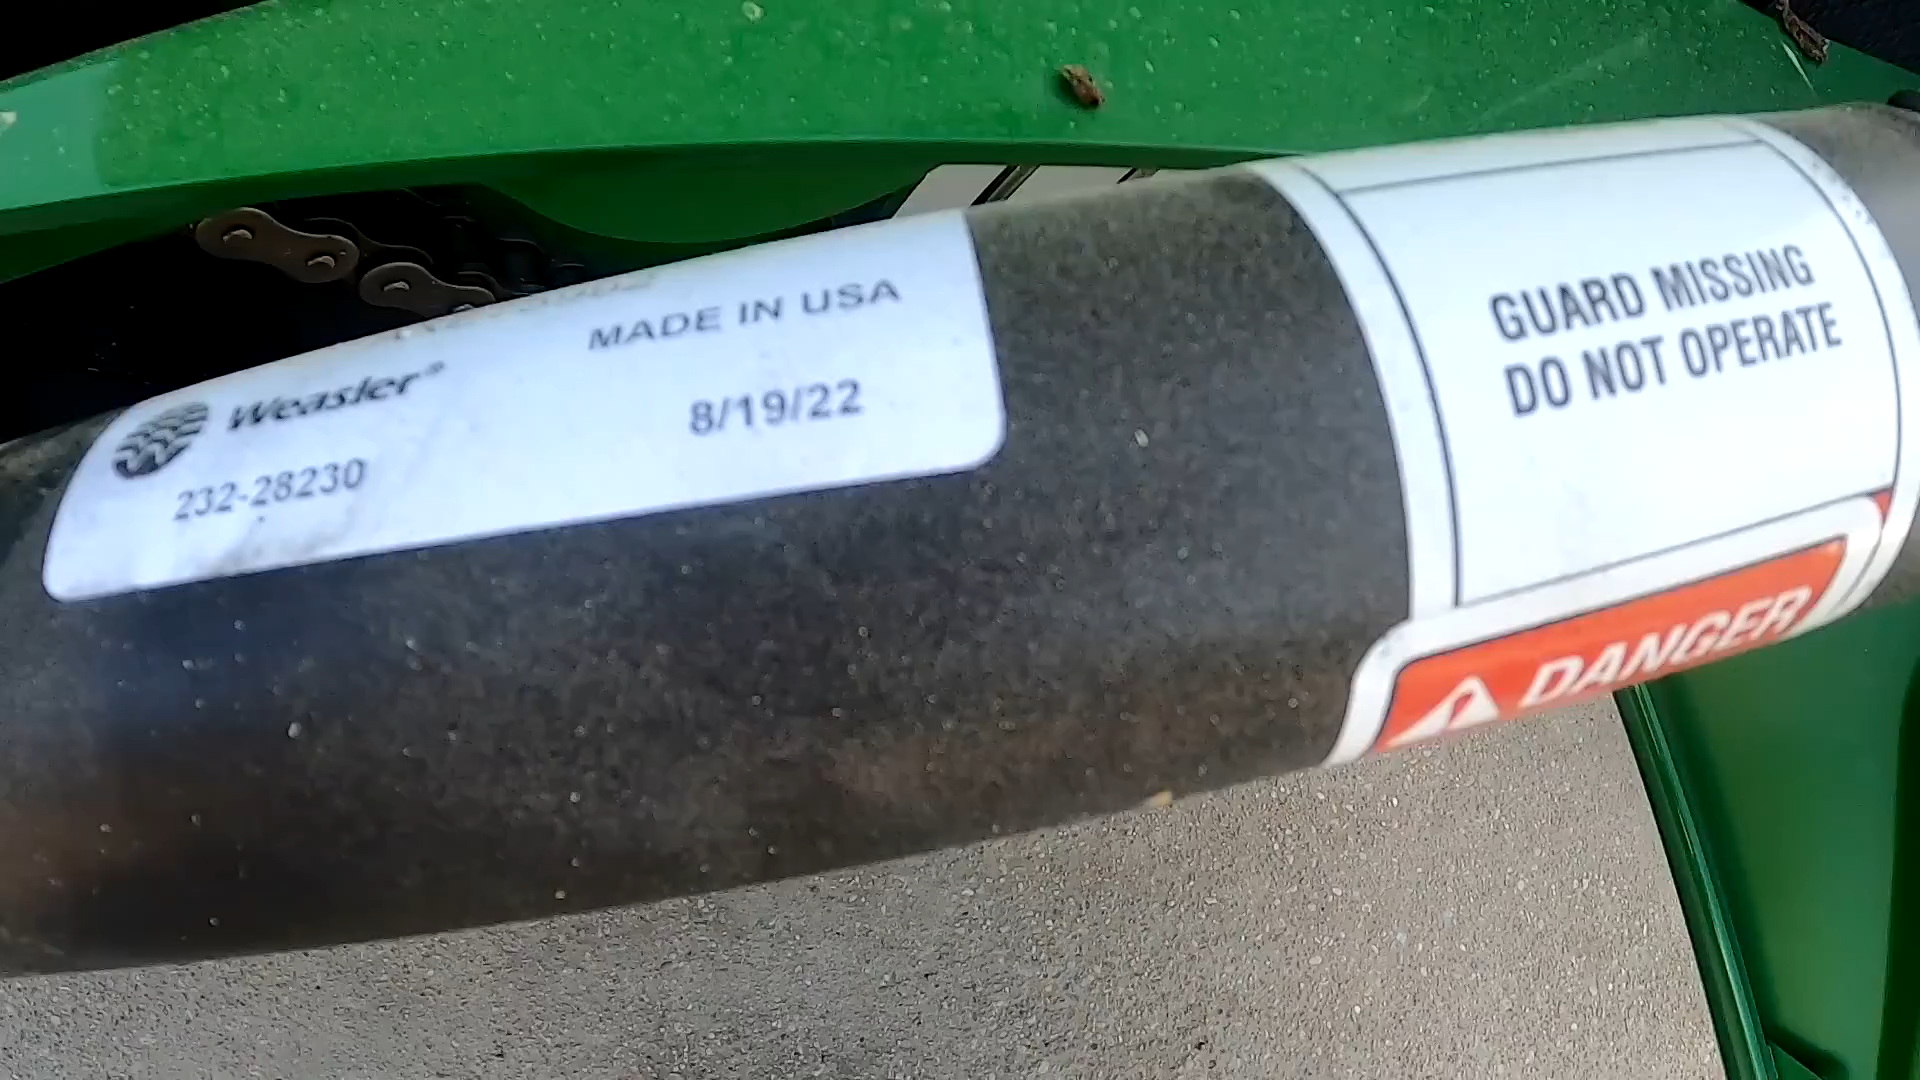 MADE IN USA
Weasler®
8/19/22
232-28230
GUARD MISSING
DO NOT OPERATE
DANGER